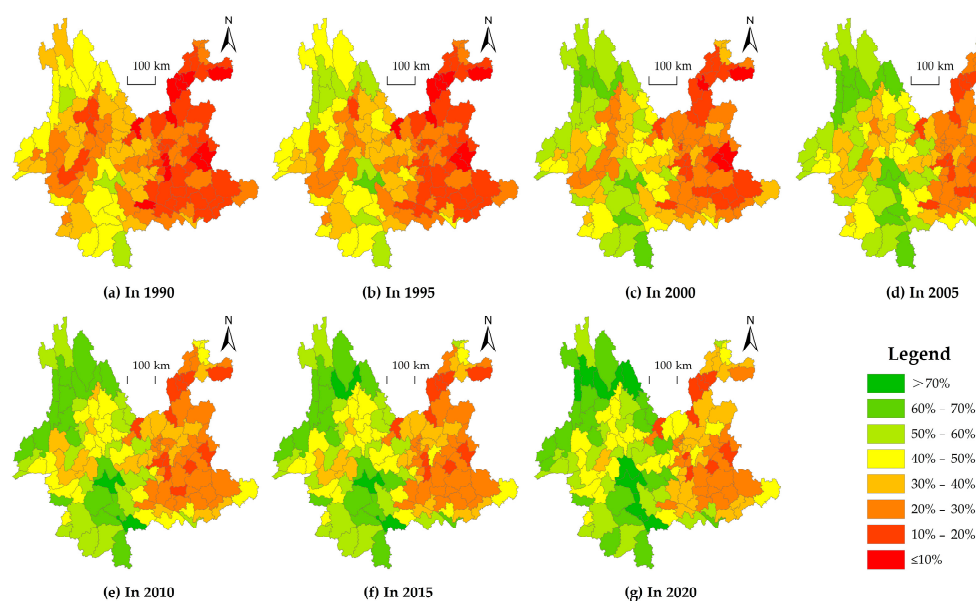 N
N
N
100 km
100 km
100 km
100 km
(a) In 1990
(b) In 1995
(c) In 2000
(d) In 2005
N
N
N
100 km
100 km
100 km
(e) In 2010
(f) In 2015
(g) In 2020
Legend
＞70%
60% - 70%
50% - 60%
40% - 50%
30% - 40%
20% - 30%
10% - 20%
≤10%